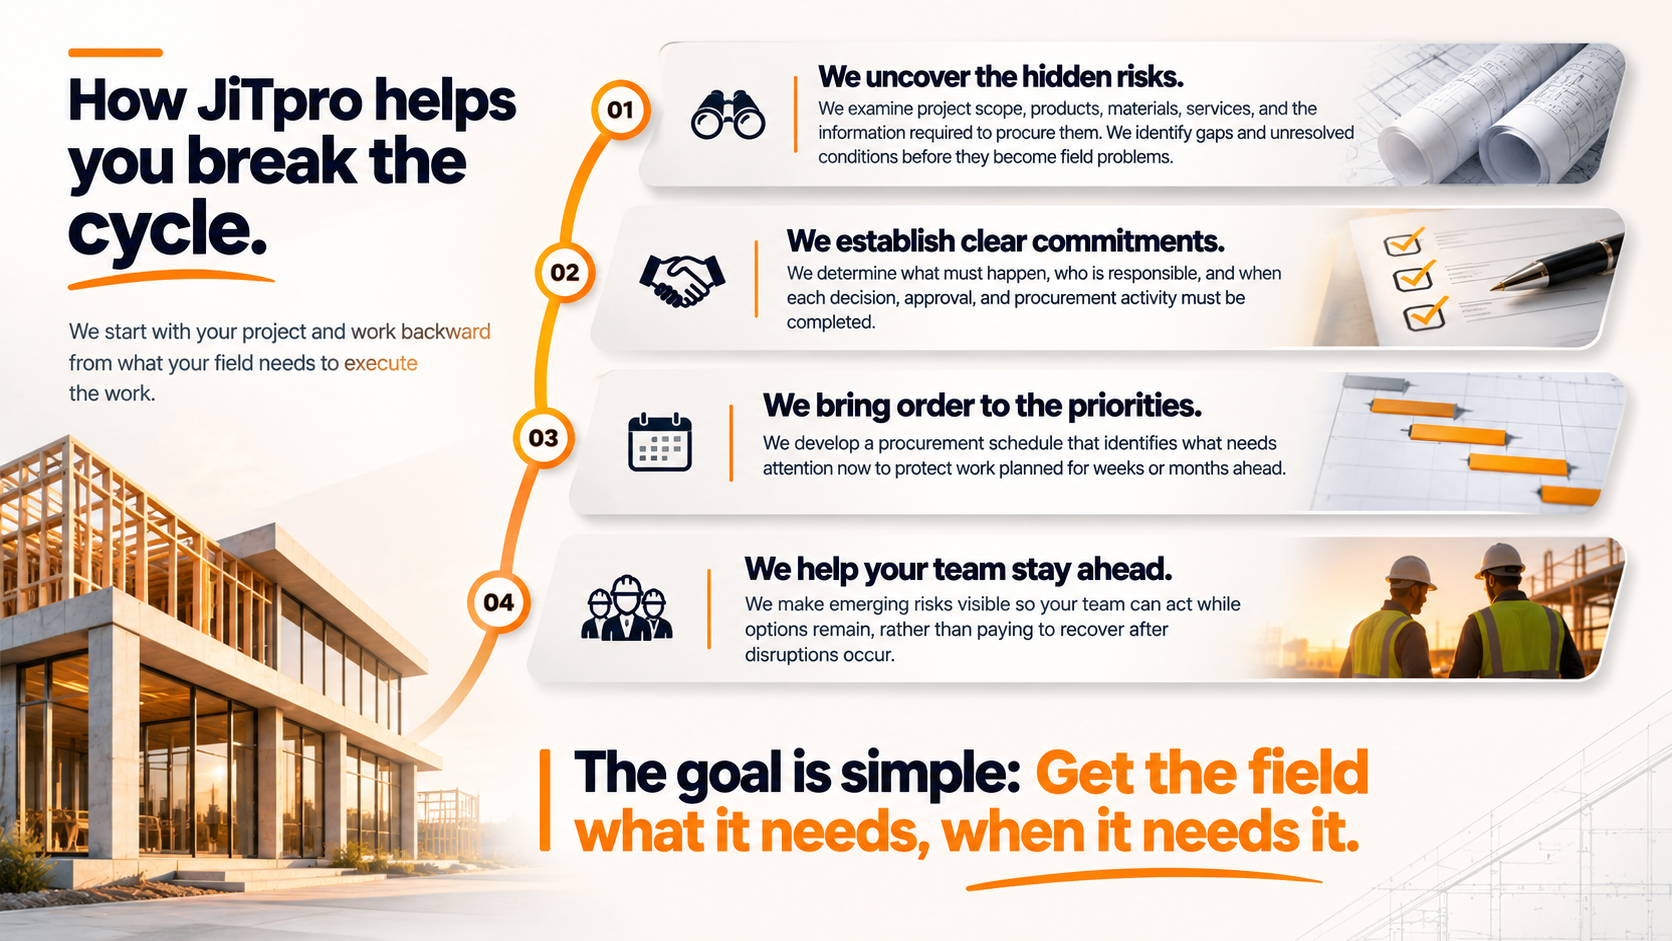 How JiTpro helps
you break the
cycle.
We start with your project and work backward
from what your field needs to execute
the work.
01
We uncover the hidden risks.
We examine project scope, products, materials, services, and the
information required to procure them. We identify gaps and unresolved
conditions before they become field problems.
02
We establish clear commitments.
We determine what must happen, who is responsible, and when
each decision, approval, and procurement activity must be
completed.
03
We bring order to the priorities.
We develop a procurement schedule that identifies what needs
attention now to protect work planned for weeks or months ahead.
04
We help your team stay ahead.
We make emerging risks visible so your team can act while
options remain, rather than paying to recover after
disruptions occur.
The goal is simple: Get the field
what it needs, when it needs it.